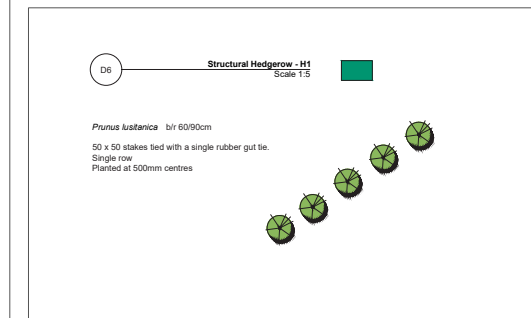 D6
Structural Hedgerow - H1
Scale 1:5
Prunus lusitanica b/r 60/90cm
50 x 50 stakes tied with a single rubber gut tie.
Single row
Planted at 500mm centres